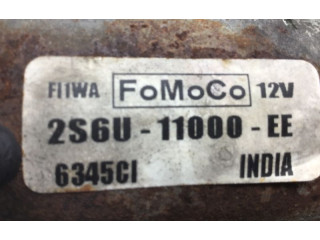 FI1WA FoMoCo 12V
2S6U - 11000 - EE
6345CI INDIA